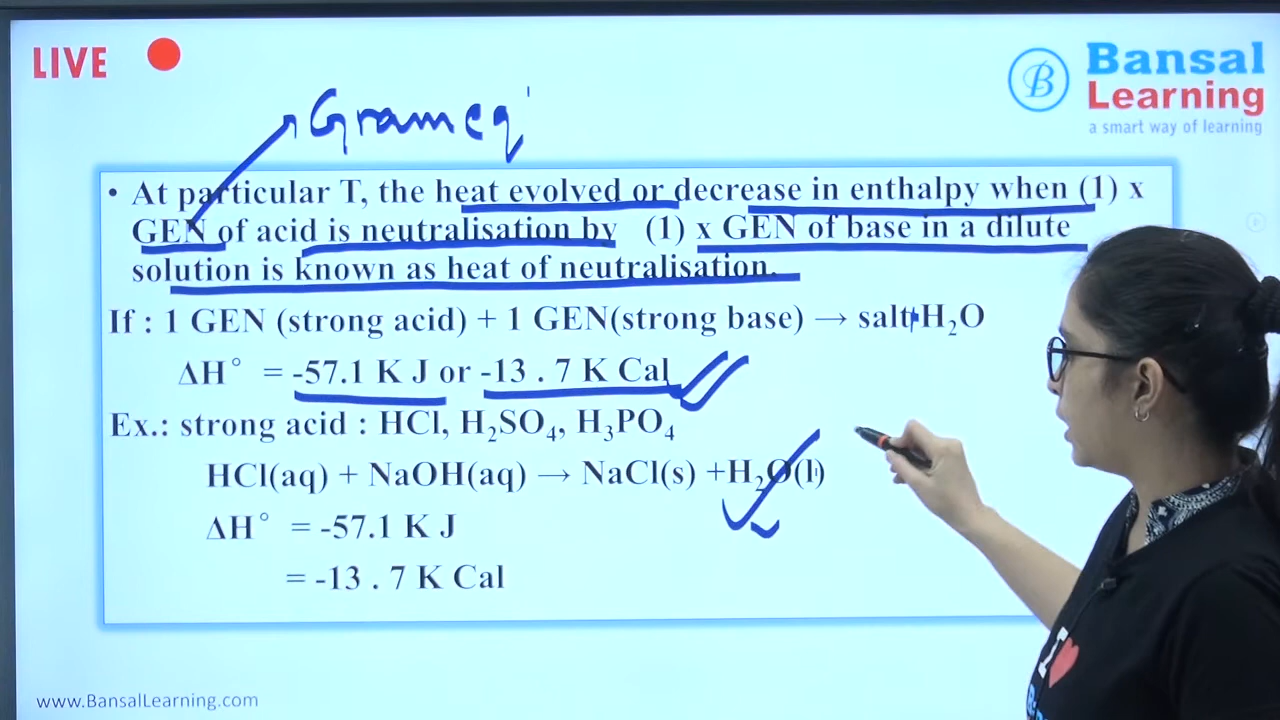 LIVE
Bansal
Learning
a smart way of learning
Gram eq'
• At particular T, the heat evolved or decrease in enthalpy when (1) x
GEN of acid is neutralisation by (1) x GEN of base in a dilute
solution is known as heat of neutralisation.
If : 1 GEN (strong acid) + 1 GEN(strong base) → salt+H₂O
ΔH° = -57.1 K J or -13 . 7 K Cal
Ex.: strong acid : HCl, H₂SO₄, H₃PO₄
HCl(aq) + NaOH(aq) → NaCl(s) +H₂O(l)
ΔH° = -57.1 K J
= -13 . 7 K Cal
www.BansalLearning.com